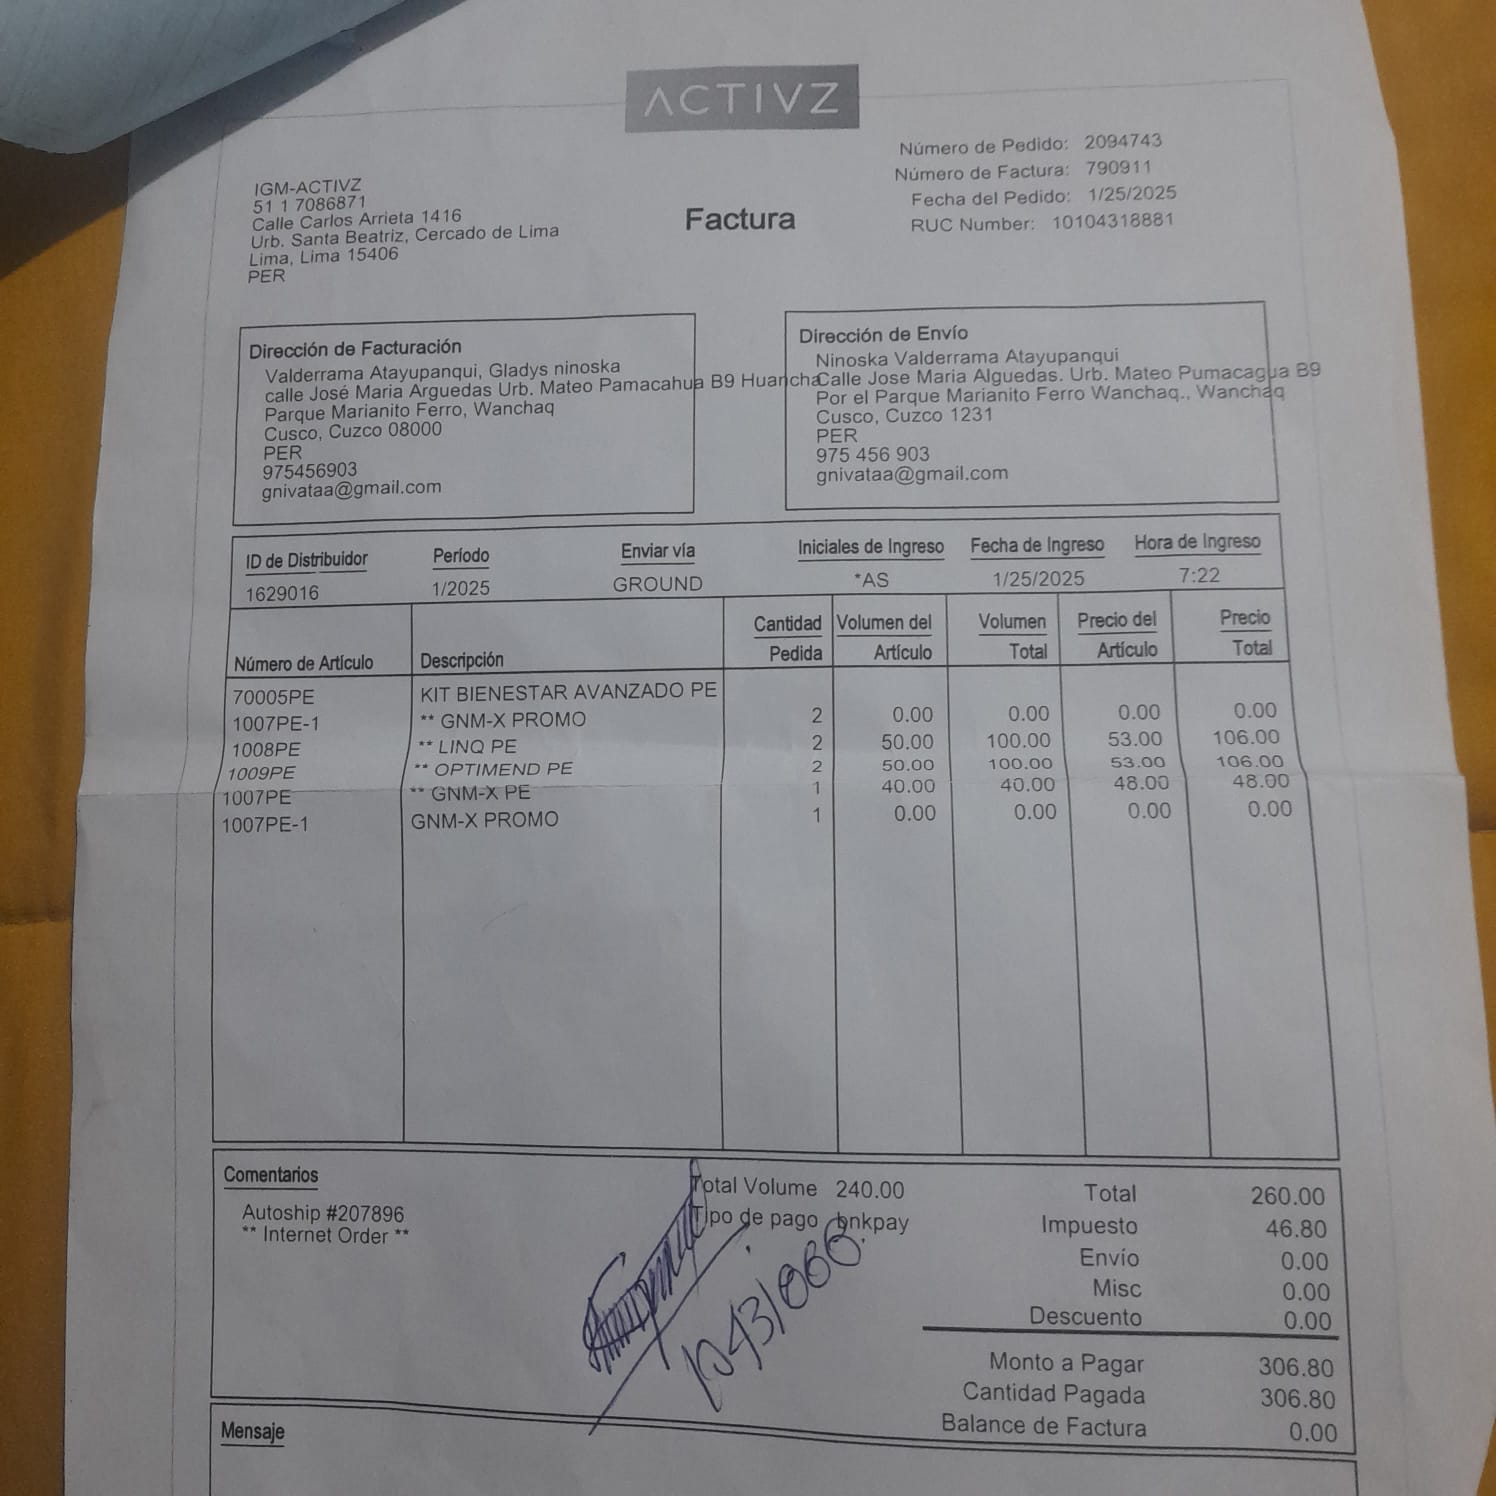 ACTIVZ
IGM-ACTIVZ
51 1 7086871
Calle Carlos Arrieta 1416
Urb. Santa Beatriz, Cercado de Lima
Lima, Lima 15406
PER
Factura
Número de Pedido: 2094743
Número de Factura: 790911
Fecha del Pedido: 1/25/2025
RUC Number: 10104318881
Dirección de Facturación
Valderrama Atayupanqui, Gladys ninoska
calle José Maria Arguedas Urb. Mateo Pamacahua B9 Huancha
Parque Marianito Ferro, Wanchaq
Cusco, Cuzco 08000
PER
975456903
gnivataa@gmail.com
Dirección de Envío
Ninoska Valderrama Atayupanqui
Calle Jose Maria Alguedas. Urb. Mateo Pumacagua B9
Por el Parque Marianito Ferro Wanchaq., Wanchaq
Cusco, Cuzco 1231
PER
975 456 903
gnivataa@gmail.com
ID de Distribuidor Período Enviar vía Iniciales de Ingreso Fecha de Ingreso Hora de Ingreso
1629016 1/2025 GROUND *AS 1/25/2025 7:22
Cantidad Volumen del Volumen Precio del Precio
Número de Artículo Descripción Pedida Artículo Total Artículo Total
70005PE KIT BIENESTAR AVANZADO PE
1007PE-1 ** GNM-X PROMO 2 0.00 0.00 0.00 0.00
1008PE ** LINQ PE 2 50.00 100.00 53.00 106.00
1009PE ** OPTIMEND PE 2 50.00 100.00 53.00 106.00
1007PE ** GNM-X PE 1 40.00 40.00 48.00 48.00
1007PE-1 GNM-X PROMO 1 0.00 0.00 0.00 0.00
Comentarios
Autoship #207896
** Internet Order **
Total Volume 240.00
Tipo de pago bnkpay
Total 260.00
Impuesto 46.80
Envío 0.00
Misc 0.00
Descuento 0.00
Monto a Pagar 306.80
Cantidad Pagada 306.80
Balance de Factura 0.00
Mensaje